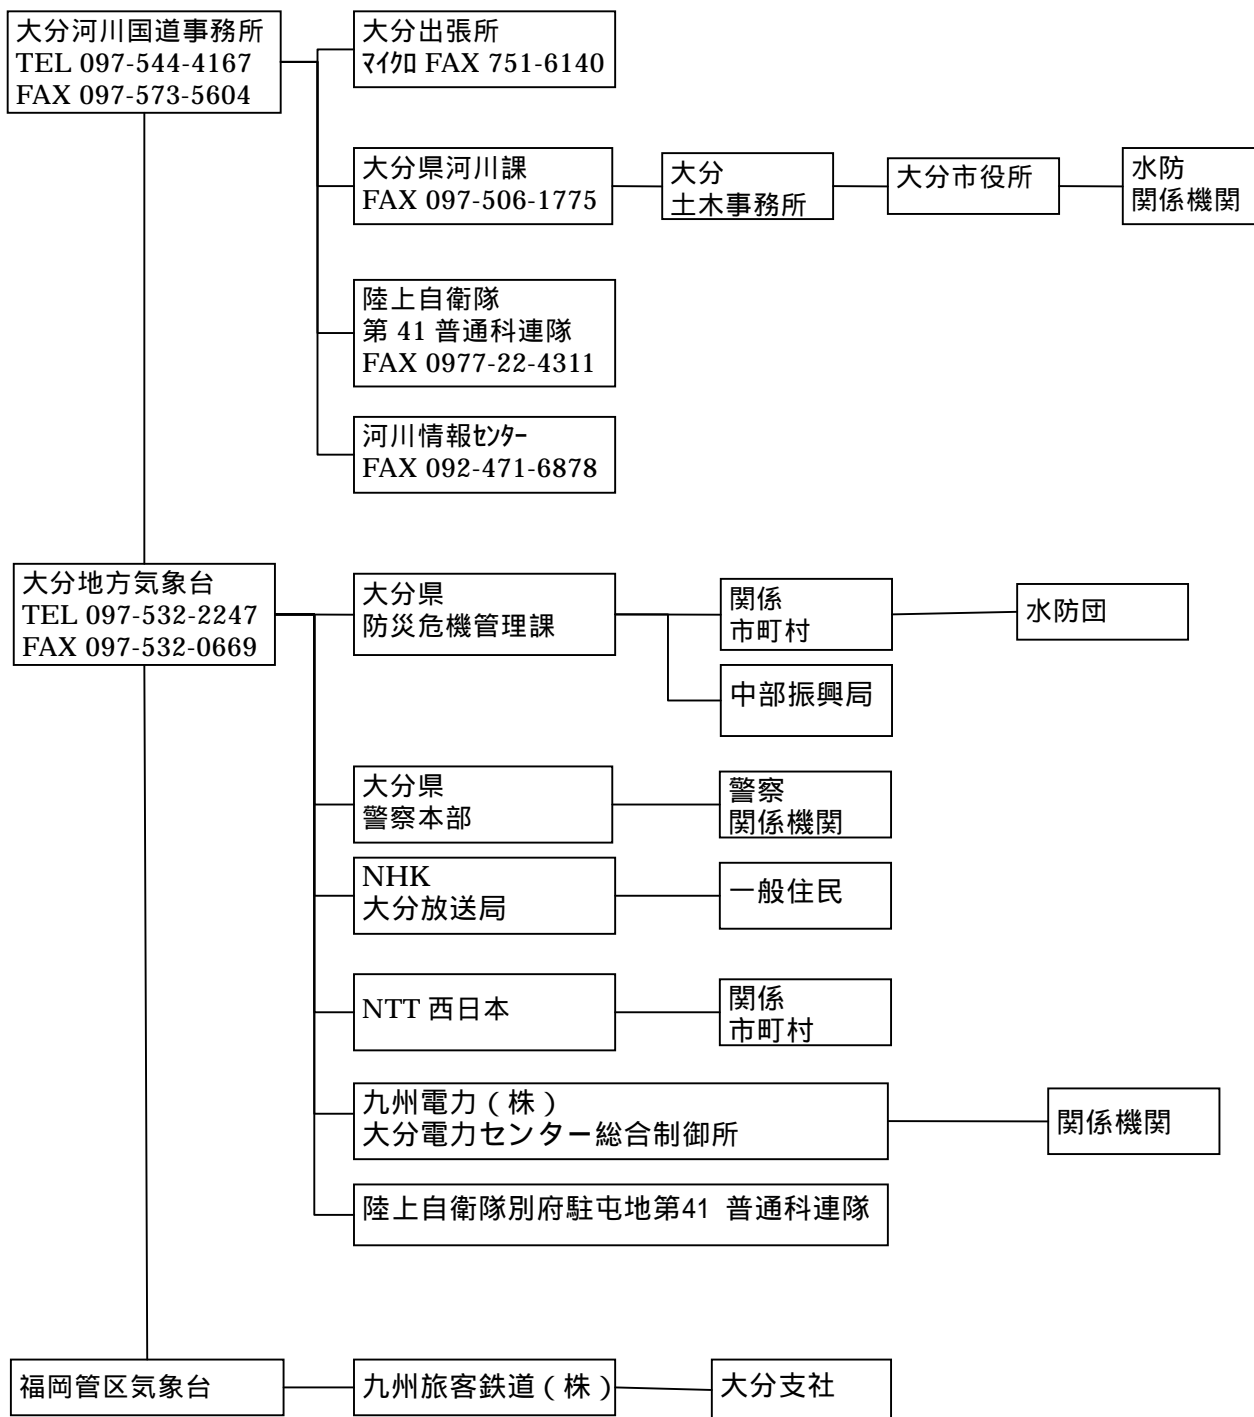 大分河川国道事務所
TEL 097-544-4167
FAX 097-573-5604
大分出張所
ﾏｲｸﾛ FAX 751-6140
大分県河川課
FAX 097-506-1775
大分
土木事務所
大分市役所
水防
関係機関
陸上自衛隊
第 41 普通科連隊
FAX 0977-22-4311
河川情報ｾﾝﾀｰ
FAX 092-471-6878
大分地方気象台
TEL 097-532-2247
FAX 097-532-0669
大分県
防災危機管理課
関係
市町村
水防団
中部振興局
大分県
警察本部
警察
関係機関
NHK
大分放送局
一般住民
NTT 西日本
関係
市町村
九州電力（株）
大分電力センター総合制御所
関係機関
陸上自衛隊別府駐屯地第41 普通科連隊
福岡管区気象台
九州旅客鉄道（株）
大分支社